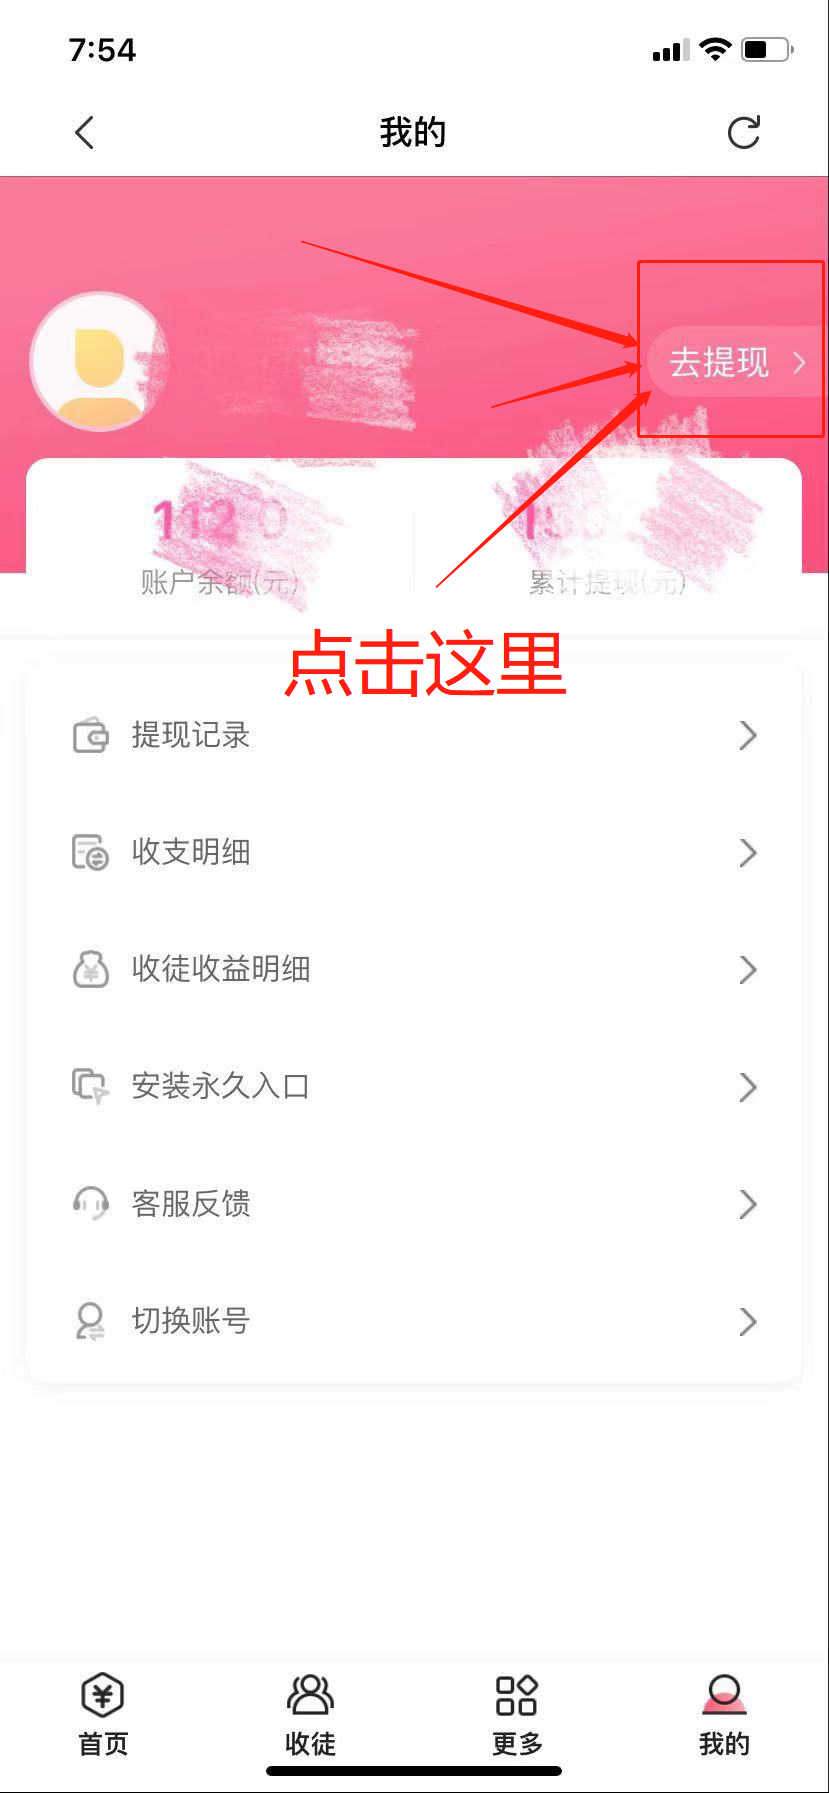 7:54
我的
去提现
账户余额(元)
累计提现(元)
点击这里
提现记录
收支明细
收徒收益明细
安装永久入口
客服反馈
切换账号
首页
收徒
更多
我的